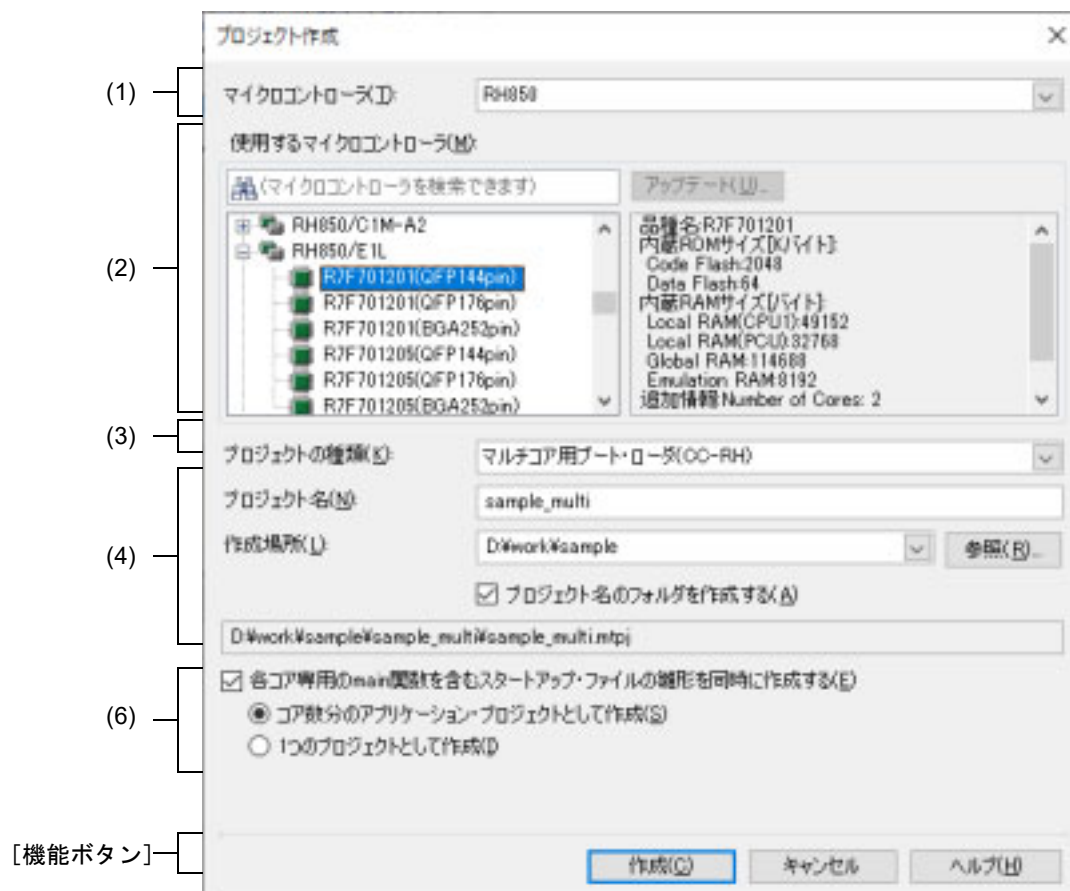 プロジェクト作成
(1)
マイクロコントローラ(T): RH850
(2)
使用するマイクロコントローラ(M):
(マイクロコントローラを検索できます) アップデート(U)...
RH850/C1M-A2
RH850/E1L
R7F701201(QFP144pin)
R7F701201(QFP176pin)
R7F701201(BGA252pin)
R7F701205(QFP144pin)
R7F701205(QFP176pin)
R7F701205(BGA252pin)
品種名:R7F701201
内蔵ROMサイズ[Kバイト]:
Code Flash:2048
Data Flash:64
内蔵RAMサイズ[バイト]:
Local RAM(CPU1):49152
Local RAM(PCU):32768
Global RAM:114688
Emulation RAM:8192
追加情報:Number of Cores: 2
(3)
プロジェクトの種類(K): マルチコア用ブート・ローダ(CC-RH)
(4)
プロジェクト名(N): sample_multi
作成場所(L): D:¥work¥sample 参照(R)...
プロジェクト名のフォルダを作成する(A)
D:¥work¥sample¥sample_multi¥sample_multi.mtpj
(6)
各コア専用のmain関数を含むスタートアップ・ファイルの雛形を同時に作成する(E)
コア数分のアプリケーション・プロジェクトとして作成(S)
1つのプロジェクトとして作成(I)
[機能ボタン]
作成(C) キャンセル ヘルプ(H)